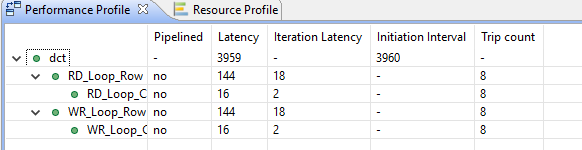 Performance Profile Resource Profile
Pipelined Latency Iteration Latency Initiation Interval Trip count
dct - 3959 - 3960 -
RD_Loop_Row no 144 18 - 8
RD_Loop_C no 16 2 - 8
WR_Loop_Row no 144 18 - 8
WR_Loop_C no 16 2 - 8